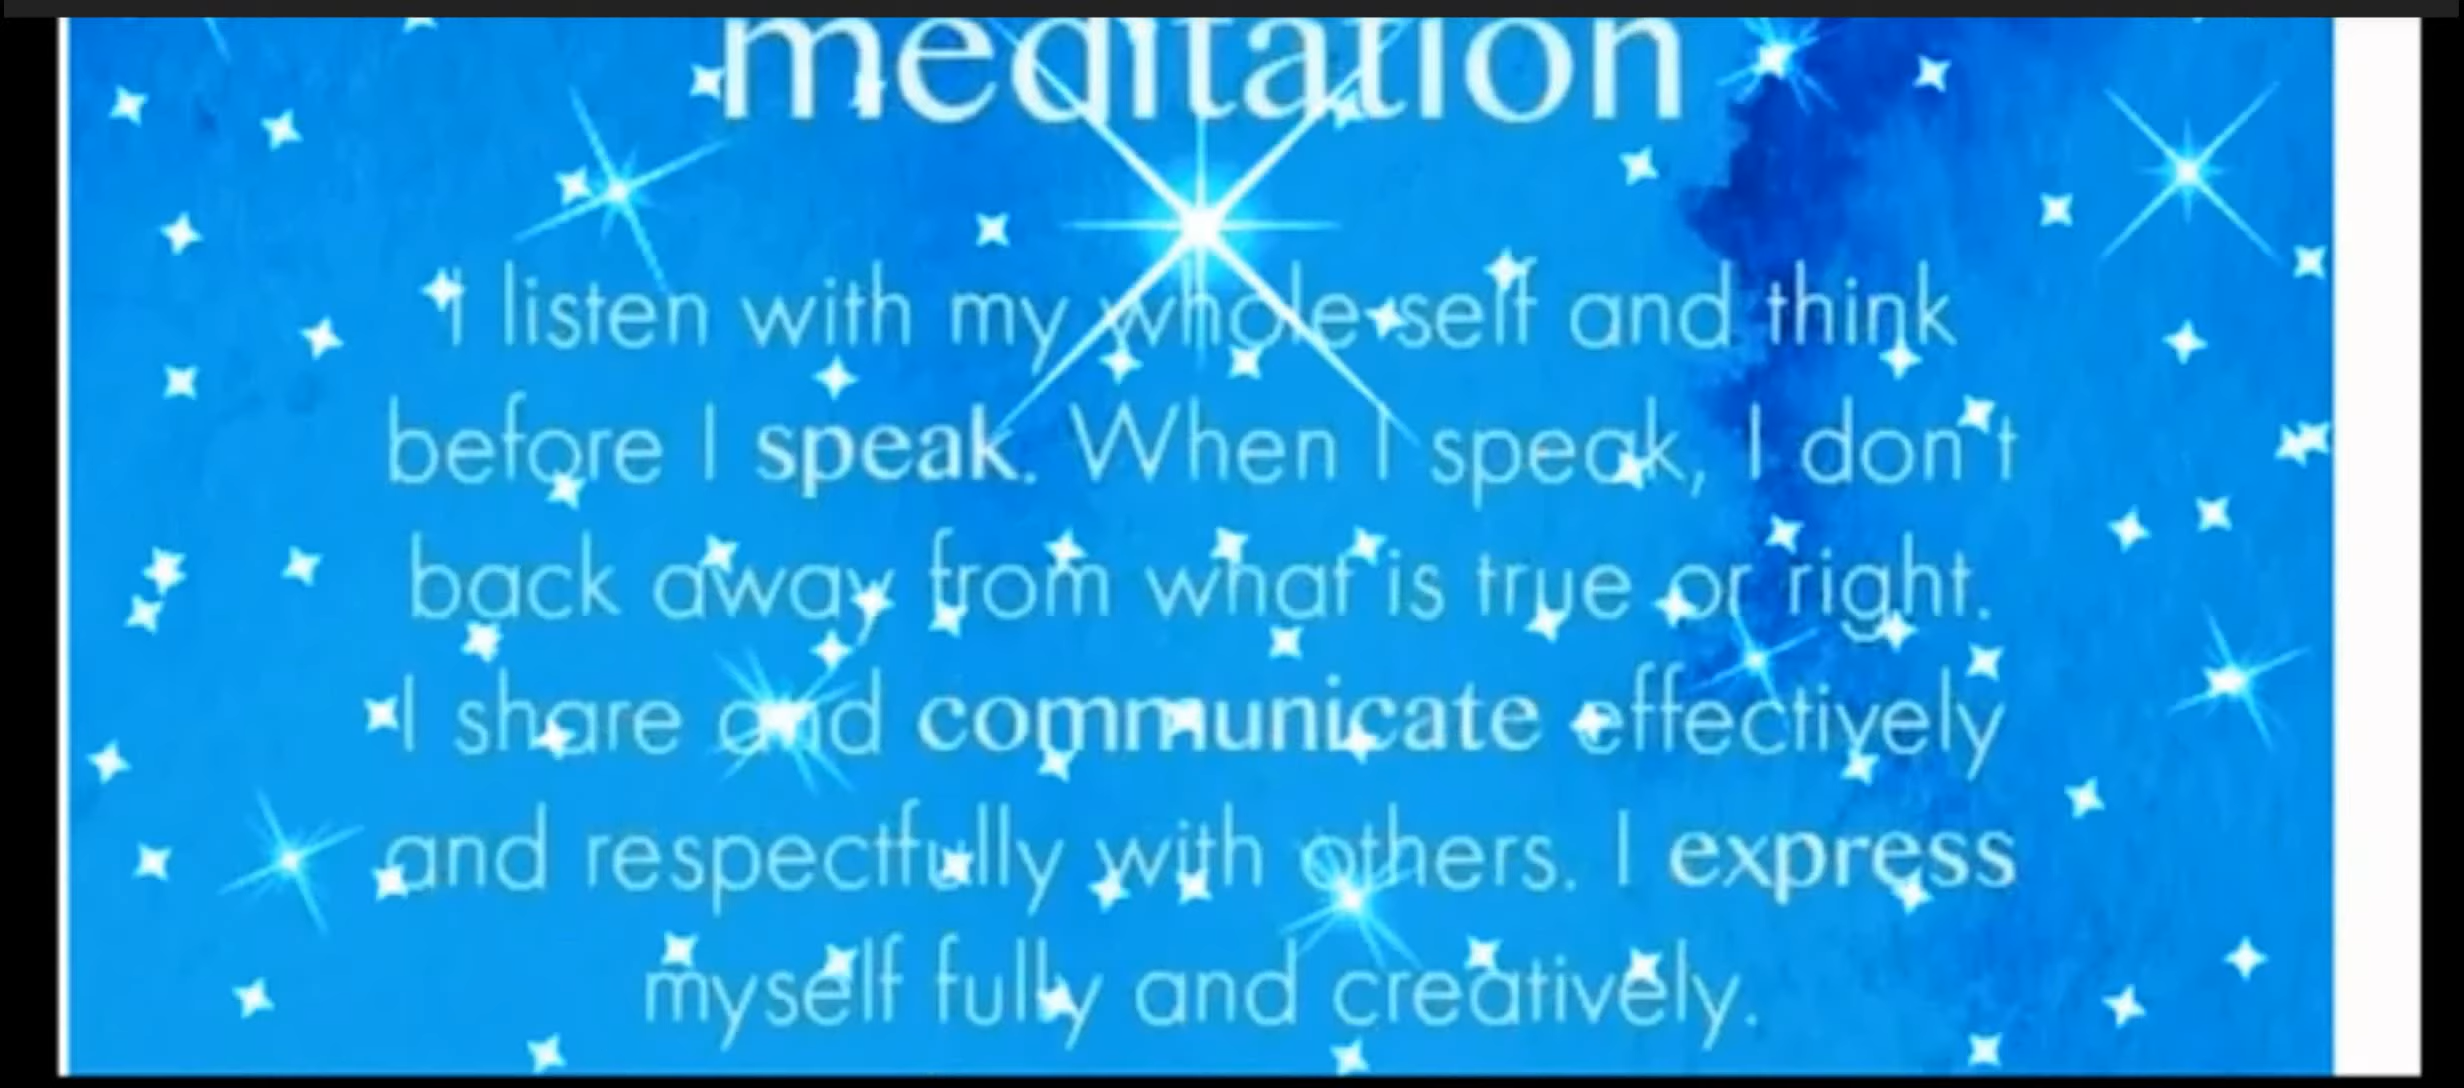 meditation
I listen with my whole self and think
before I speak. When I speak, I don't
back away from what is true or right.
I share and communicate effectively
and respectfully with others. I express
myself fully and creatively.